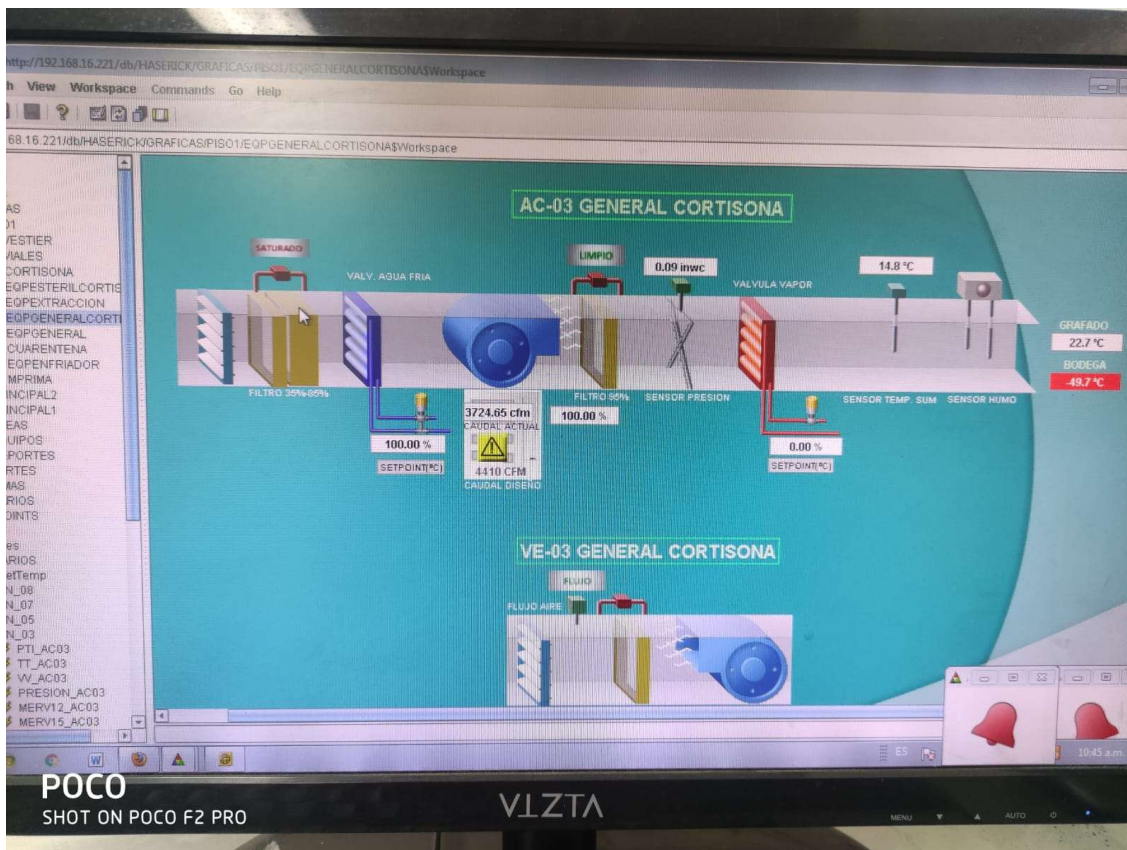 http://192.168.16.221/db/HASERICK/GRAFICAS/PISO1/EQPGENERALCORTISONA$Workspace
View Workspace Commands Go Help
68.16.221/db/HASERICK/GRAFICAS/PISO1/EQPGENERALCORTISONA$Workspace
AC-03 GENERAL CORTISONA
SATURADO
VALV. AGUA FRIA
LIMPIO
0.09 inwc
VALVULA VAPOR
14.8 °C
GRAFADO
22.7 °C
BODEGA
-49.7 °C
FILTRO 35%-85%
FILTRO 95%
SENSOR PRESION
SENSOR TEMP. SUM
SENSOR HUMO
100.00 %
SETPOINT(ºC)
3724.65 cfm
CAUDAL ACTUAL
4410 CFM
CAUDAL DISEÑO
100.00 %
0.00 %
SETPOINT(ºC)
VE-03 GENERAL CORTISONA
FLUJO
FLUJO AIRE
AS
O1
VESTIER
VIALES
CORTISONA
EQPESTERILCORTIS
EQPEXTRACCION
EQPGENERALCORTI
EQPGENERAL
CUARENTENA
EQPENFRIADOR
MPRIMA
INCIPAL2
INCIPAL1
EAS
UIPOS
PORTES
RTES
MAS
RIOS
OINTS
es
ARIOS
etTemp
N_08
N_07
N_05
N_03
PTI_AC03
TT_AC03
VV_AC03
PRESIÓN_AC03
MERV12_AC03
MERV15_AC03
ES
10:45 a.m.
POCO
SHOT ON POCO F2 PRO
VIZTA
MENU
AUTO